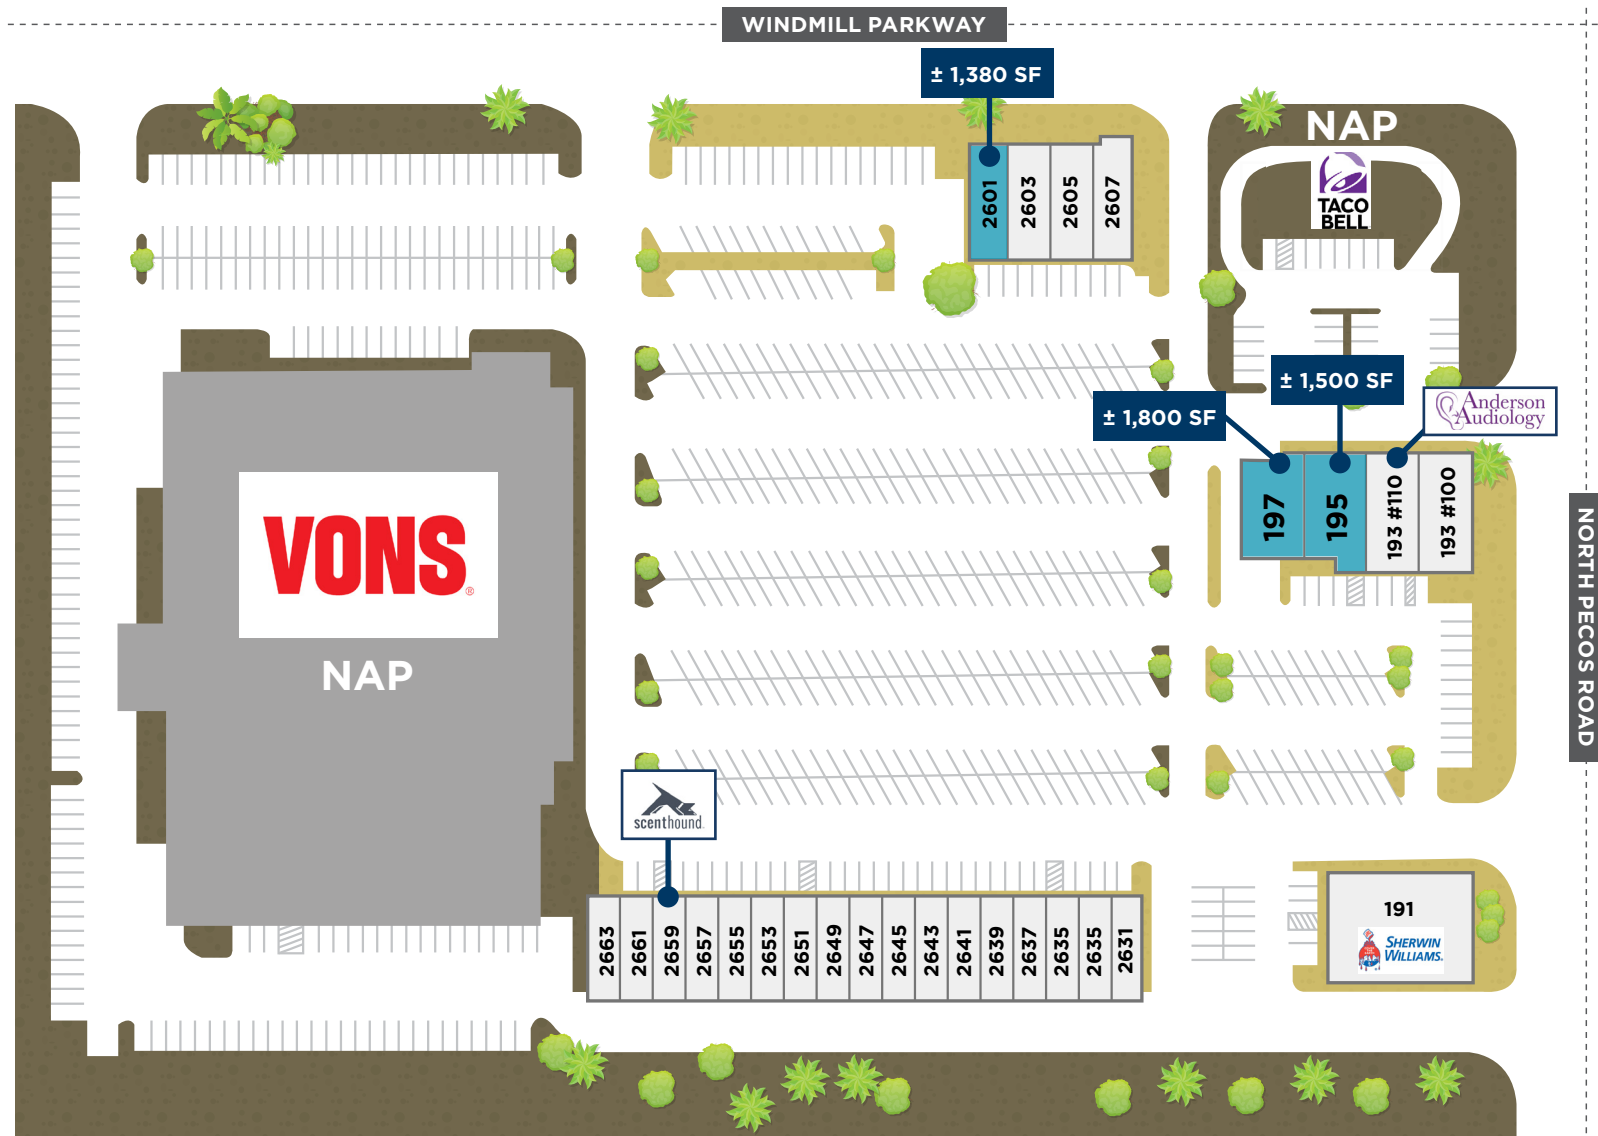 WINDMILL PARKWAY
± 1,380 SF
NAP
TACO
BELL
2601
2603
2605
2607
± 1,500 SF
± 1,800 SF
Anderson
Audiology
197
195
193 #110
193 #100
NORTH PECOS ROAD
VONS®
NAP
scenthound
2663
2661
2659
2657
2655
2653
2651
2649
2647
2645
2643
2641
2639
2637
2635
2635
2631
191
SHERWIN
WILLIAMS.